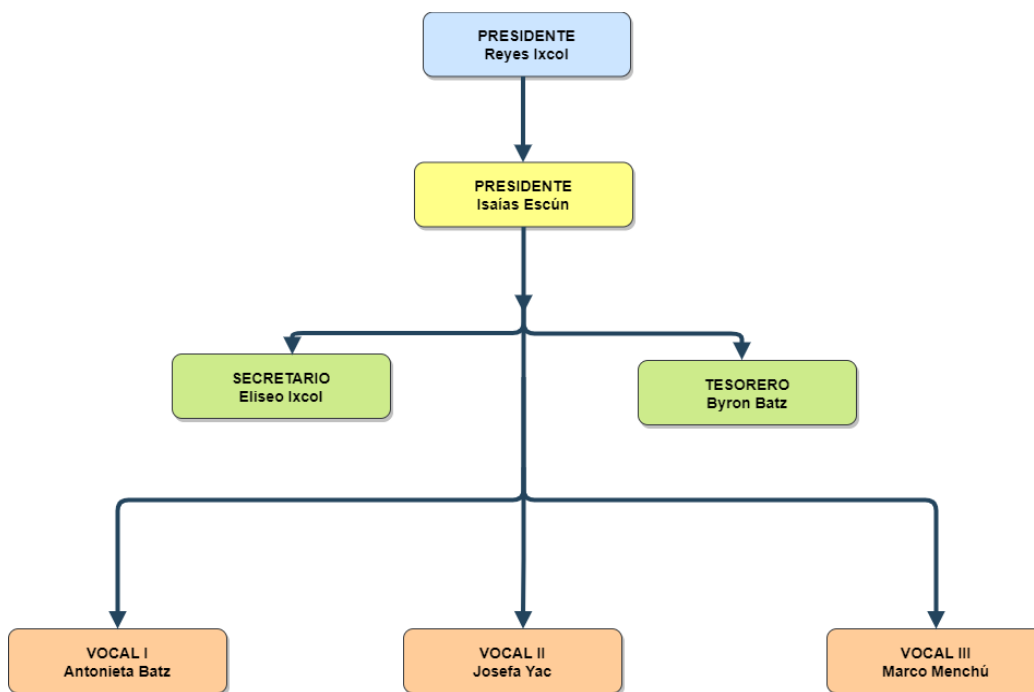 PRESIDENTE
Reyes Ixcol
PRESIDENTE
Isaías Escún
SECRETARIO
Eliseo Ixcol
TESORERO
Byron Batz
VOCAL I
Antonieta Batz
VOCAL II
Josefa Yac
VOCAL III
Marco Menchú